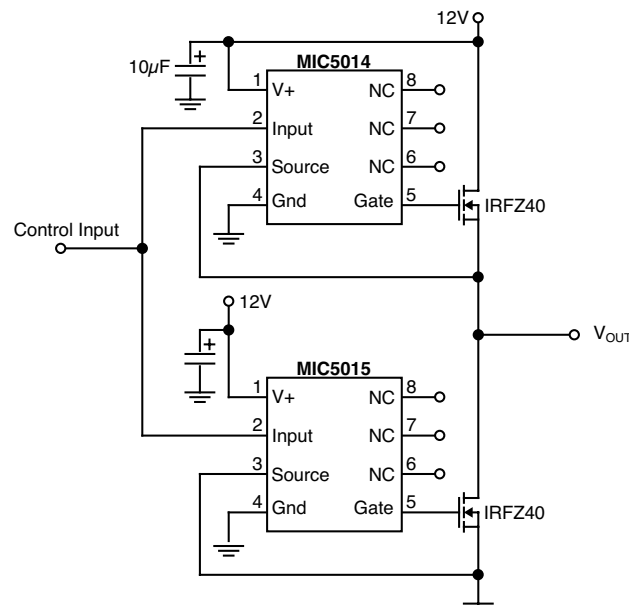 12V
MIC5014
10µF
+
1 V+ NC 8
2 Input NC 7
3 Source NC 6
4 Gnd Gate 5
IRFZ40
Control Input
12V
VOUT
+
MIC5015
1 V+ NC 8
2 Input NC 7
3 Source NC 6
4 Gnd Gate 5
IRFZ40